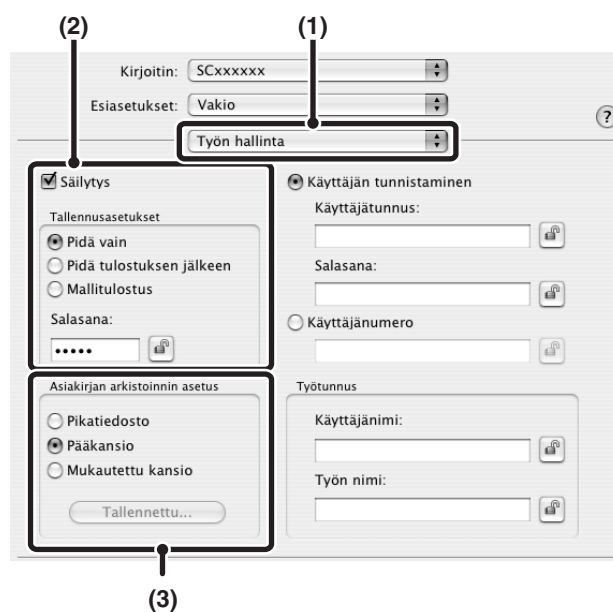 (2)
(1)
Kirjoitin: SCxxxxxx
Esiasetukset: Vakio
?
Työn hallinta
Säilytys
Tallennusasetukset
Pidä vain
Pidä tulostuksen jälkeen
Mallitulostus
Salasana:
•••••
Käyttäjän tunnistaminen
Käyttäjätunnus:
Salasana:
Käyttäjänumero
Asiakirjan arkistoinnin asetus
Pikatiedosto
Pääkansio
Mukautettu kansio
Tallennettu...
Työtunnus
Käyttäjänimi:
Työn nimi:
(3)